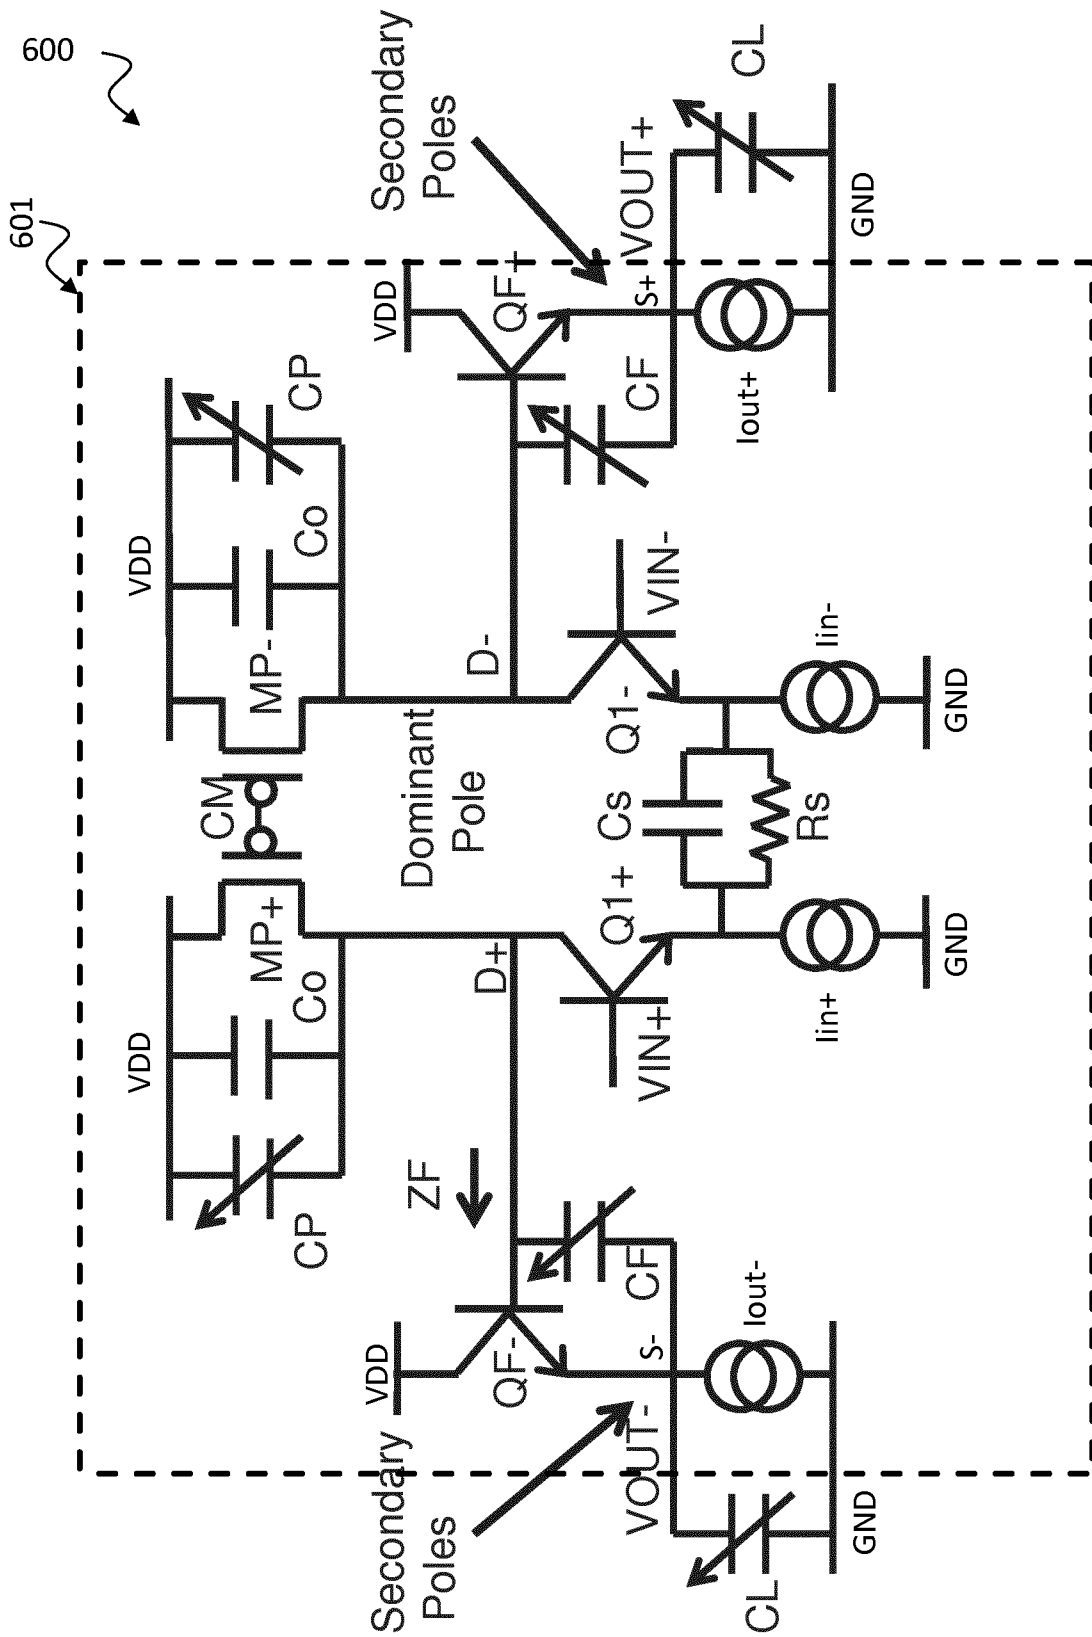 600
601
Secondary
Poles
CL
VOUT+
GND
VDD
QF+
S+
CF
Iout+
CP
Co
VDD
MP-
D-
VIN-
Q1-
Iin-
GND
CM
Dominant
Pole
Cs
Rs
MP+
Co
VDD
CP
D+
Q1+
VIN+
Iin+
GND
ZF
CF
Iout-
VDD
QF-
S-
VOUT-
Secondary
Poles
CL
GND